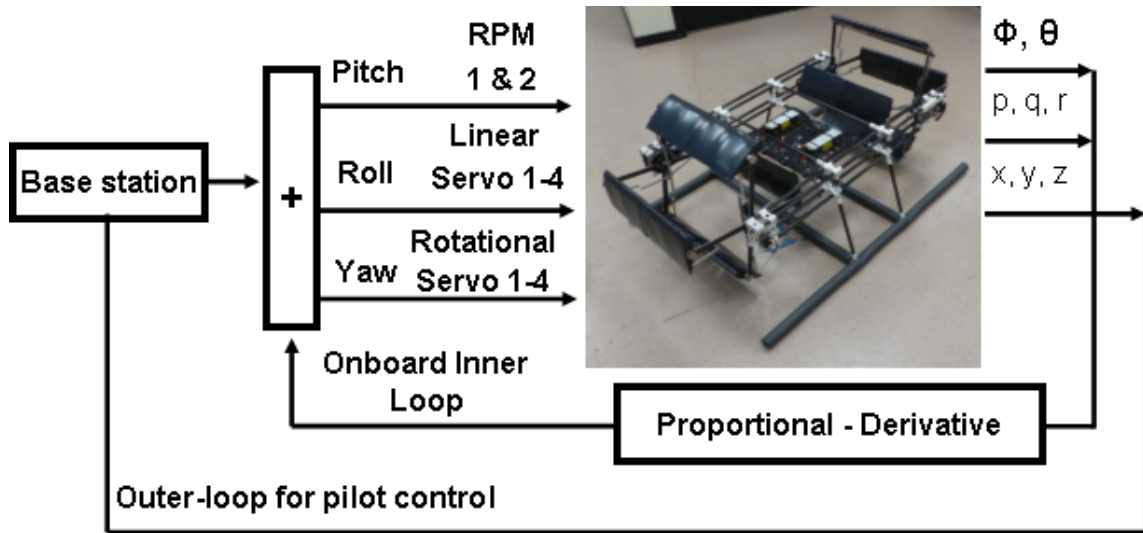 RPM
1 & 2
Pitch
Linear
Servo 1-4
Roll
Rotational
Servo 1-4
Yaw
Base station
+
Φ, θ
p, q, r
x, y, z
Onboard Inner
Loop
Proportional - Derivative
Outer-loop for pilot control